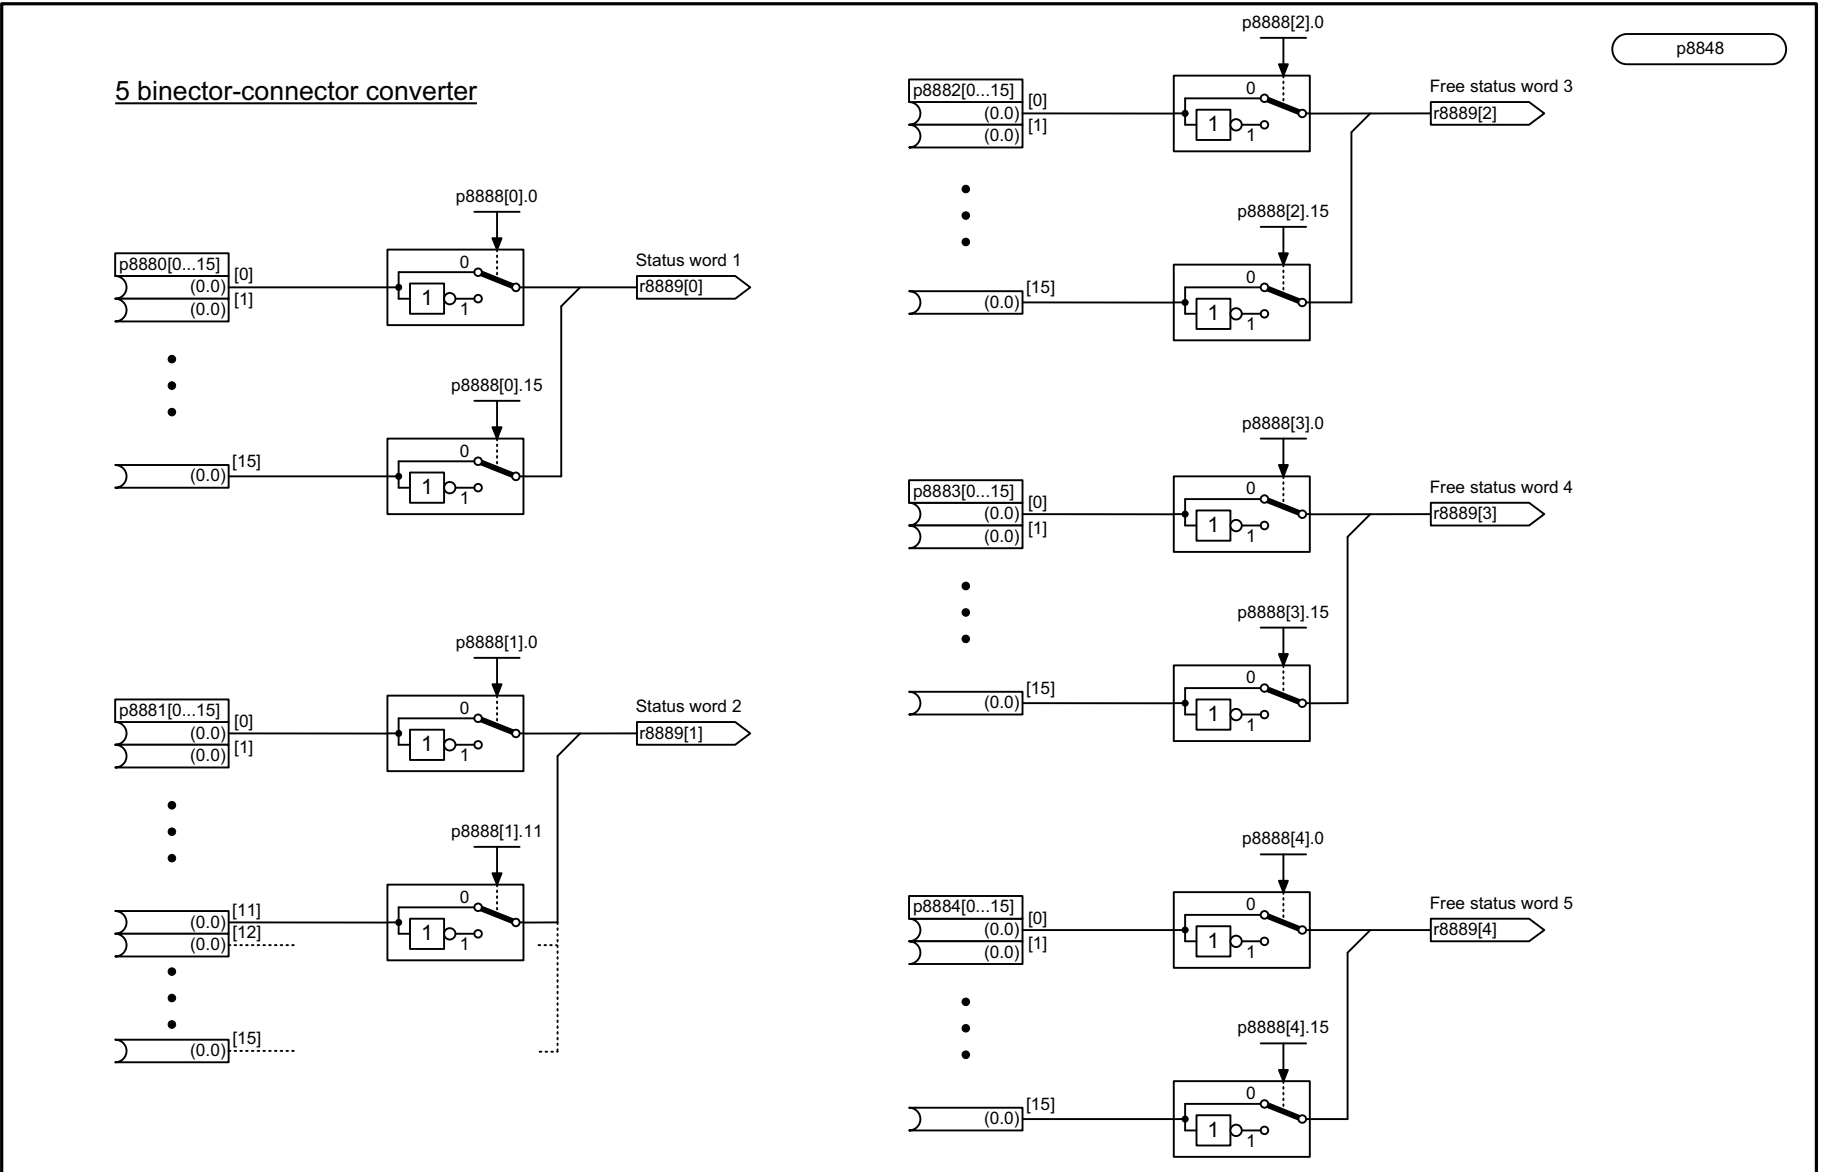 5 binector-connector converter
p8888[0].0
p8880[0...15]
[0]
(0.0)
[1]
(0.0)
0
1
1
Status word 1
r8889[0]
p8888[0].15
[15]
(0.0)
0
1
1
p8888[1].0
p8881[0...15]
[0]
(0.0)
[1]
(0.0)
0
1
1
Status word 2
r8889[1]
p8888[1].11
[11]
(0.0)
[12]
(0.0)
0
1
1
[15]
(0.0)
p8848
p8888[2].0
p8882[0...15]
[0]
(0.0)
[1]
(0.0)
0
1
1
Free status word 3
r8889[2]
p8888[2].15
[15]
(0.0)
0
1
1
p8888[3].0
p8883[0...15]
[0]
(0.0)
[1]
(0.0)
0
1
1
Free status word 4
r8889[3]
p8888[3].15
[15]
(0.0)
0
1
1
p8888[4].0
p8884[0...15]
[0]
(0.0)
[1]
(0.0)
0
1
1
Free status word 5
r8889[4]
p8888[4].15
[15]
(0.0)
0
1
1